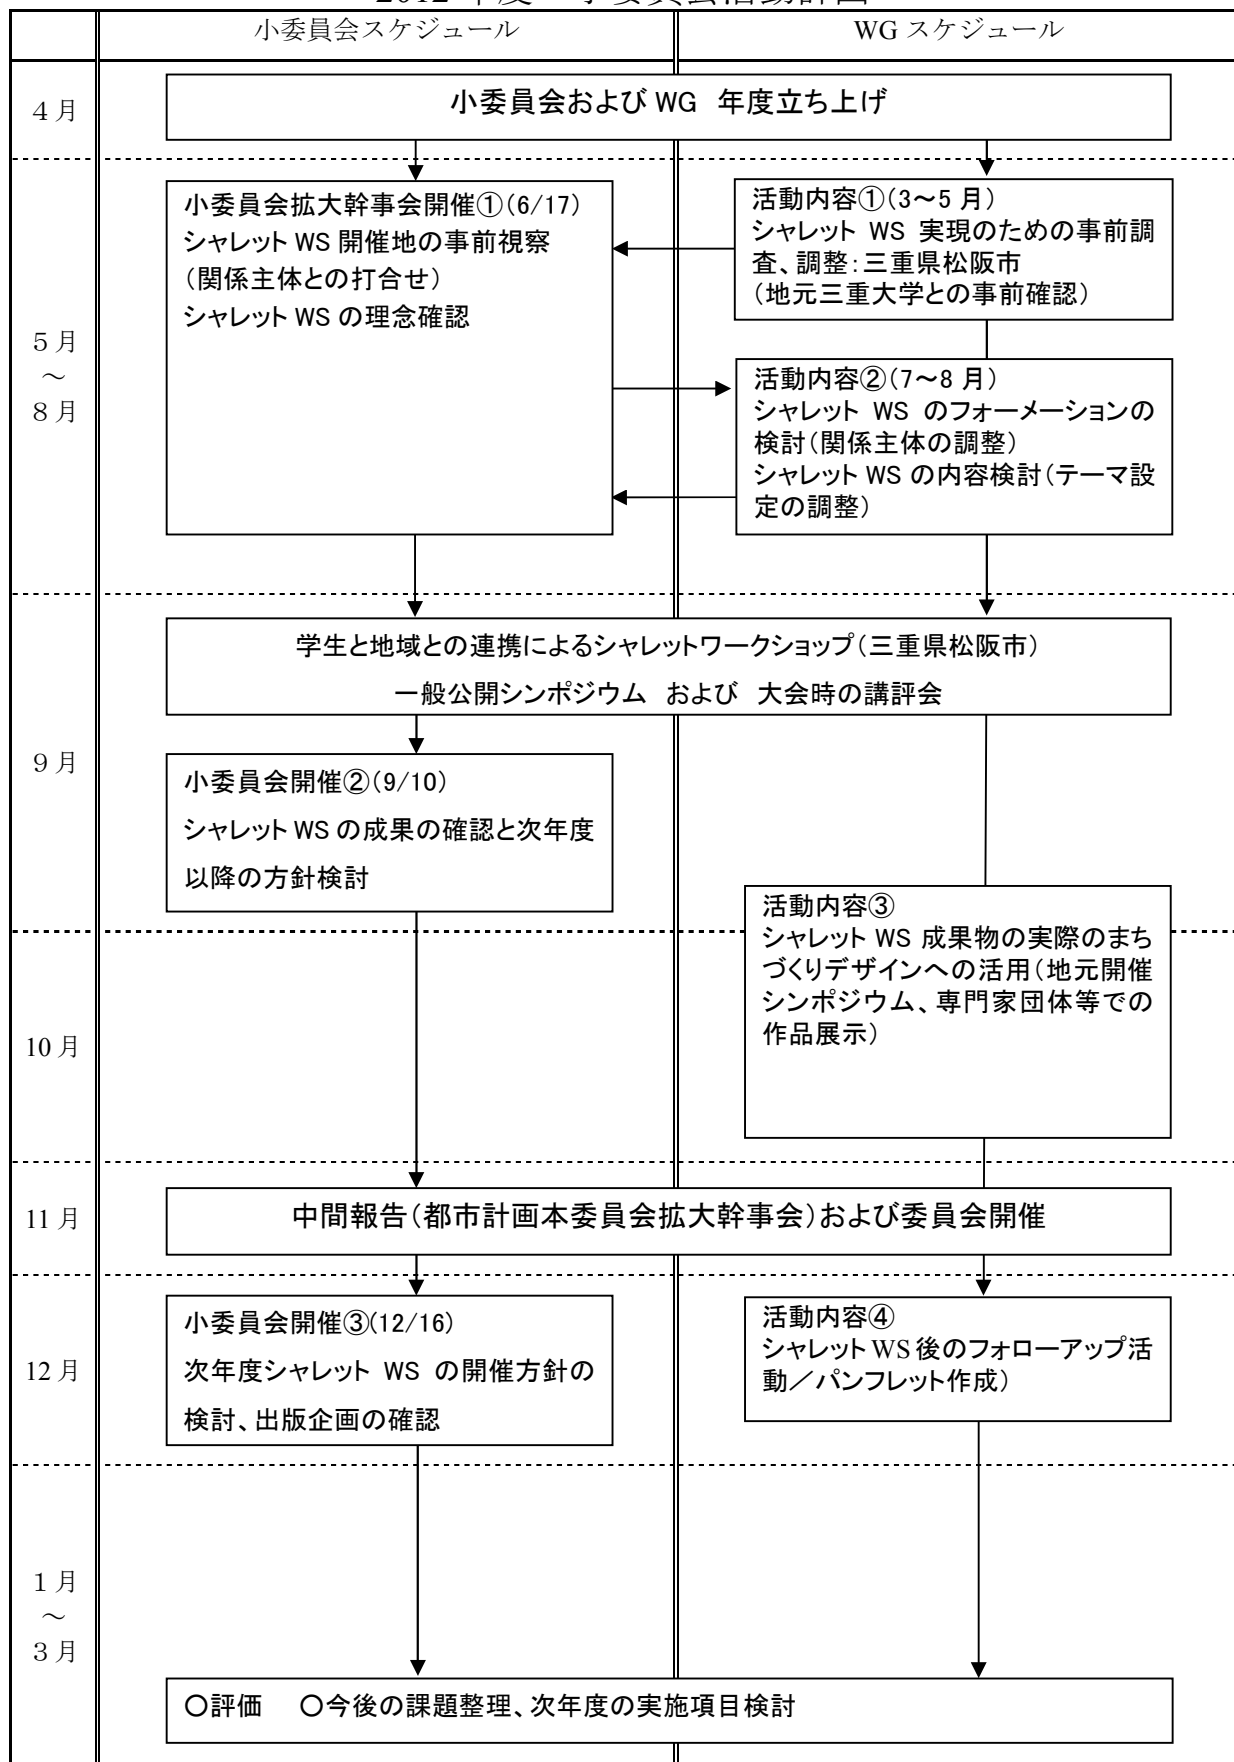 小委員会スケジュール
WG スケジュール
4 月
小委員会および WG 年度立ち上げ
5 月
～
8 月
小委員会拡大幹事会開催①(6/17)
シャレット WS 開催地の事前視察
(関係主体との打合せ)
シャレット WS の理念確認
活動内容①(3～5 月)
シャレット WS 実現のための事前調
査、調整:三重県松阪市
(地元三重大学との事前確認)
活動内容②(7～8 月)
シャレット WS のフォーメーションの
検討(関係主体の調整)
シャレット WS の内容検討(テーマ設
定の調整)
9 月
学生と地域との連携によるシャレットワークショップ(三重県松阪市)
一般公開シンポジウム および 大会時の講評会
小委員会開催②(9/10)
シャレット WS の成果の確認と次年度
以降の方針検討
10 月
活動内容③
シャレット WS 成果物の実際のまち
づくりデザインへの活用(地元開催
シンポジウム、専門家団体等での
作品展示)
11 月
中間報告(都市計画本委員会拡大幹事会)および委員会開催
12 月
小委員会開催③(12/16)
次年度シャレット WS の開催方針の
検討、出版企画の確認
活動内容④
シャレット WS 後のフォローアップ活
動／パンフレット作成)
1 月
～
3 月
○評価 ○今後の課題整理、次年度の実施項目検討